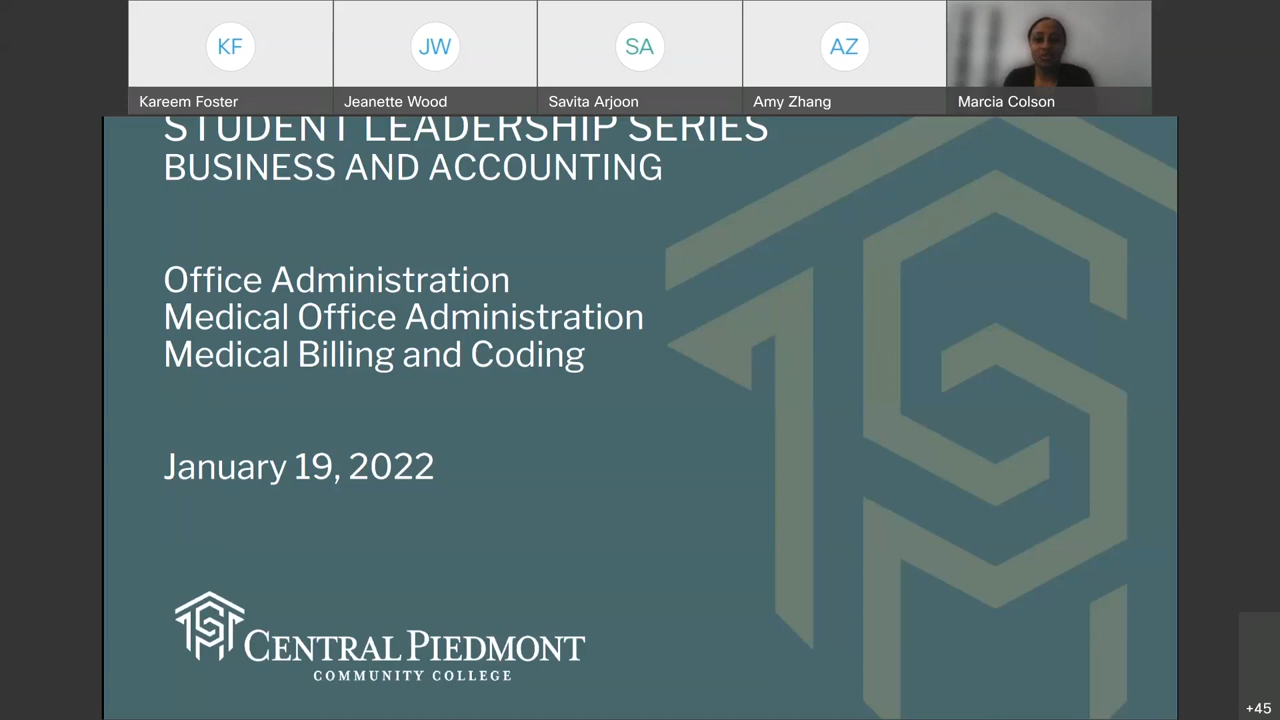 KF
JW
SA
AZ
Kareem Foster
Jeanette Wood
Savita Arjoon
Amy Zhang
Marcia Colson
STUDENT LEADERSHIP SERIES
BUSINESS AND ACCOUNTING
Office Administration
Medical Office Administration
Medical Billing and Coding
January 19, 2022
CENTRAL PIEDMONT
COMMUNITY COLLEGE
+45